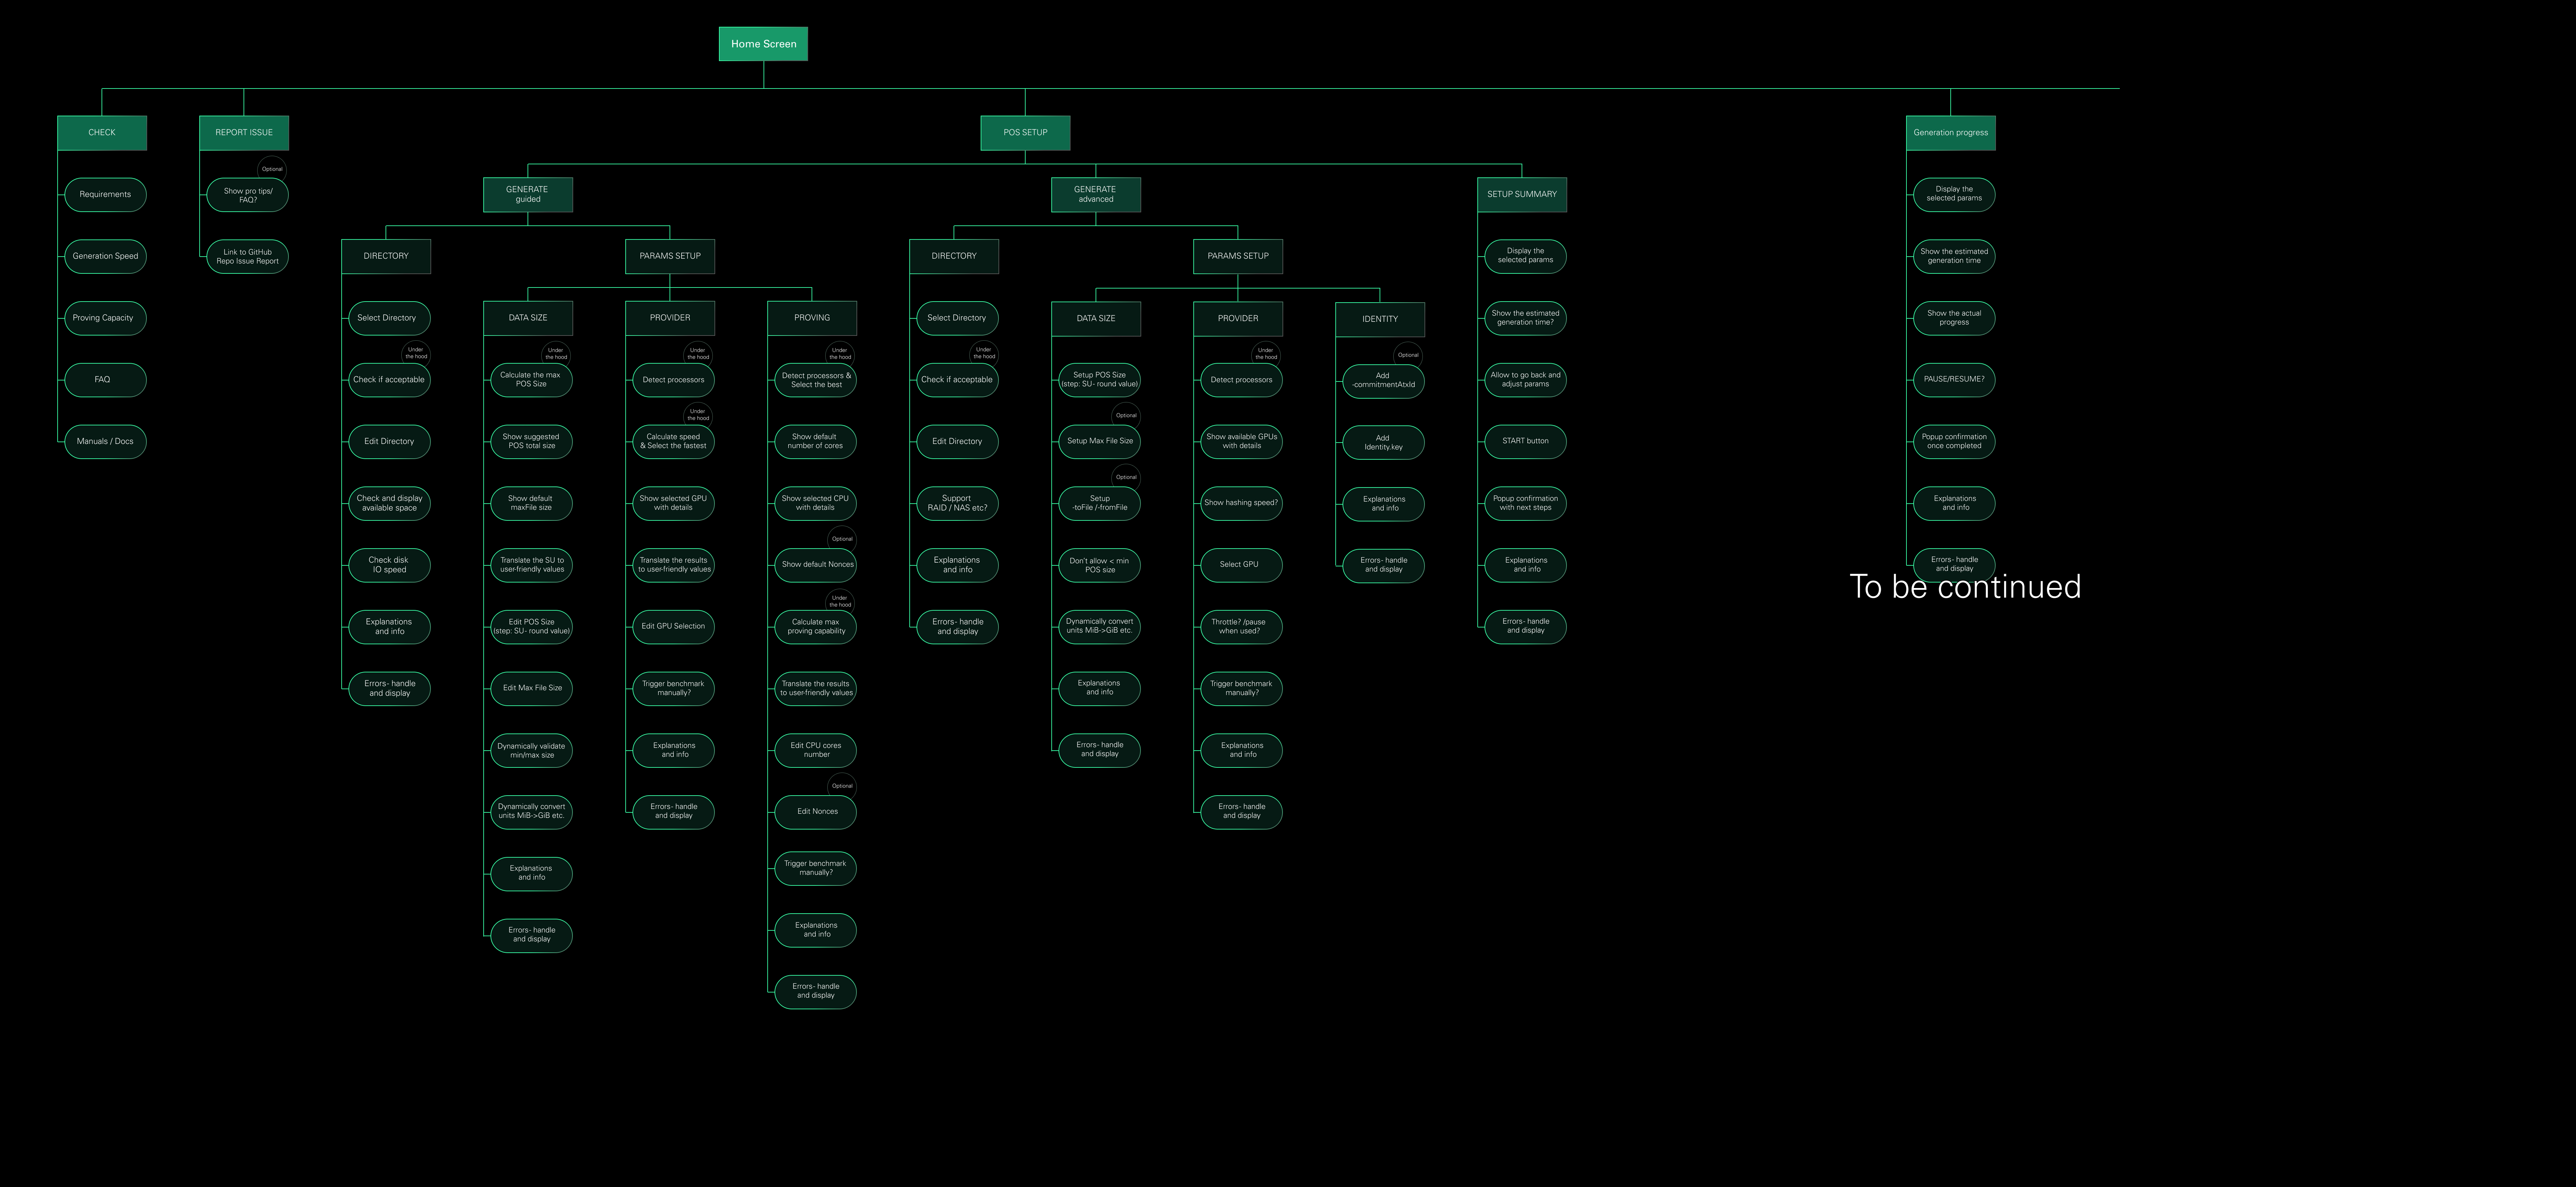 Home Screen
CHECK
Requirements
Generation Speed
Proving Capacity
FAQ
Manuals / Docs
REPORT ISSUE
Optional
Show pro tips/
FAQ?
Link to GitHub
Repo Issue Report
POS SETUP
GENERATE
guided
DIRECTORY
Select Directory
Under
the hood
Check if acceptable
Edit Directory
Check and display
available space
Check disk
IO speed
Explanations
and info
Errors- handle
and display
PARAMS SETUP
DATA SIZE
Under
the hood
Calculate the max
POS Size
Show suggested
POS total size
Show default
maxFile size
Translate the SU to
user-friendly values
Edit POS Size
(step: SU- round value)
Edit Max File Size
Dynamically validate
min/max size
Dynamically convert
units MiB->GiB etc.
Explanations
and info
Errors- handle
and display
PROVIDER
Under
the hood
Detect processors
Under
the hood
Calculate speed
& Select the fastest
Show selected GPU
with details
Translate the results
to user-friendly values
Edit GPU Selection
Trigger benchmark
manually?
Explanations
and info
Errors- handle
and display
PROVING
Under
the hood
Detect processors &
Select the best
Show default
number of cores
Show selected CPU
with details
Optional
Show default Nonces
Under
the hood
Calculate max
proving capability
Translate the results
to user-friendly values
Edit CPU cores
number
Optional
Edit Nonces
Trigger benchmark
manually?
Explanations
and info
Errors- handle
and display
GENERATE
advanced
DIRECTORY
Select Directory
Under
the hood
Check if acceptable
Edit Directory
Support
RAID / NAS etc?
Explanations
and info
Errors- handle
and display
PARAMS SETUP
DATA SIZE
Setup POS Size
(step: SU- round value)
Optional
Setup Max File Size
Optional
Setup
-toFile /-fromFile
Don't allow < min
POS size
Dynamically convert
units MiB->GiB etc.
Explanations
and info
Errors- handle
and display
PROVIDER
Under
the hood
Detect processors
Show available GPUs
with details
Show hashing speed?
Select GPU
Throttle? /pause
when used?
Trigger benchmark
manually?
Explanations
and info
Errors- handle
and display
IDENTITY
Optional
Add
-commitmentAtxId
Add
Identity.key
Explanations
and info
Errors- handle
and display
SETUP SUMMARY
Display the
selected params
Show the estimated
generation time?
Allow to go back and
adjust params
START button
Popup confirmation
with next steps
Explanations
and info
Errors- handle
and display
Generation progress
Display the
selected params
Show the estimated
generation time
Show the actual
progress
PAUSE/RESUME?
Popup confirmation
once completed
Explanations
and info
Errors- handle
and display
To be continued